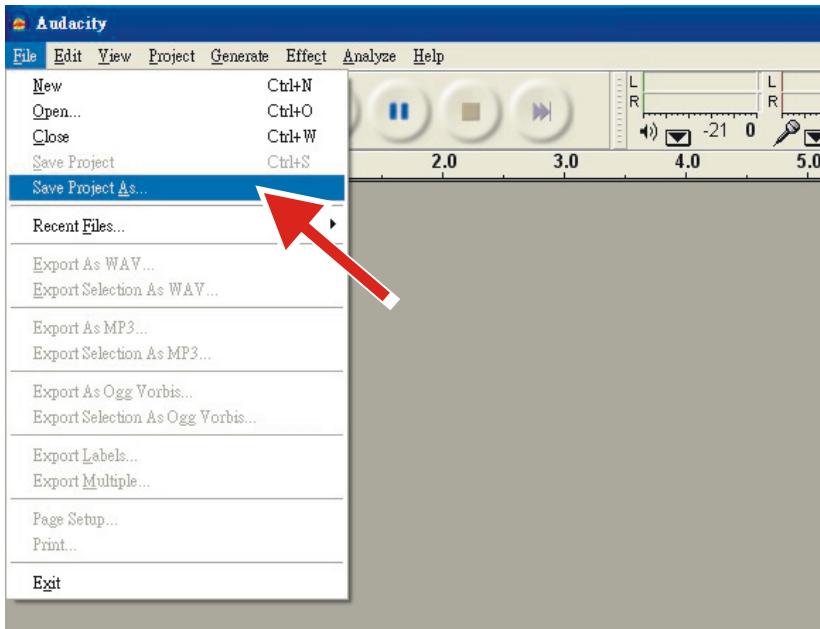 Audacity
File Edit View Project Generate Effect Analyze Help
New Ctrl+N
Open... Ctrl+O
Close Ctrl+W
Save Project Ctrl+S
Save Project As...
Recent Files...
Export As WAV...
Export Selection As WAV...
Export As MP3...
Export Selection As MP3...
Export As Ogg Vorbis...
Export Selection As Ogg Vorbis...
Export Labels...
Export Multiple...
Page Setup...
Print...
Exit
L L
R R
-21 0
2.0 3.0 4.0 5.0